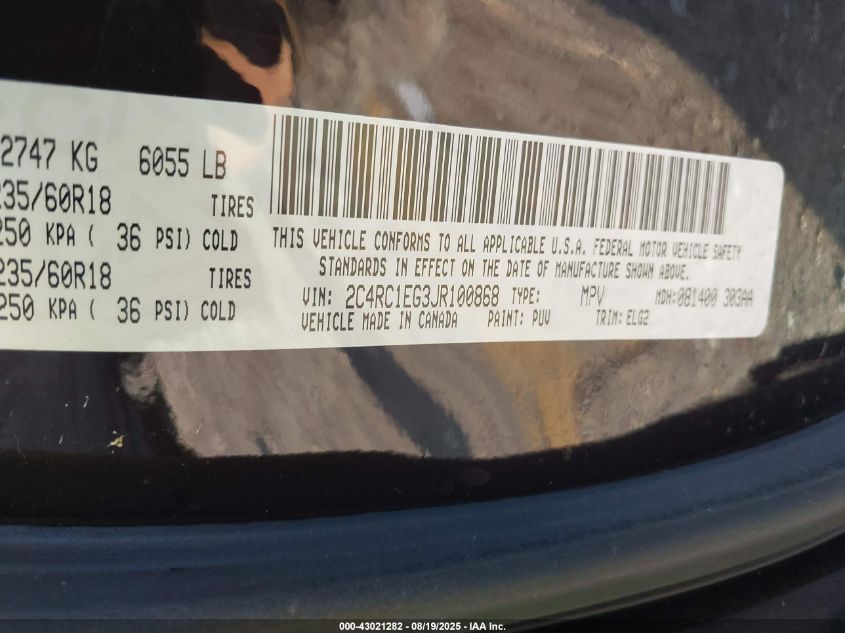 2747 KG 6055 LB
235/60R18 TIRES
250 KPA ( 36 PSI) COLD
235/60R18 TIRES
250 KPA ( 36 PSI) COLD
THIS VEHICLE CONFORMS TO ALL APPLICABLE U.S.A. FEDERAL MOTOR VEHICLE SAFETY
STANDARDS IN EFFECT ON THE DATE OF MANUFACTURE SHOWN ABOVE.
VIN: 2C4RC1EG3JR100868 TYPE: MPV MDH:081400 303AA
VEHICLE MADE IN CANADA PAINT: PUV TRIM: ELG2
000-43021282 - 08/19/2025 - IAA Inc.